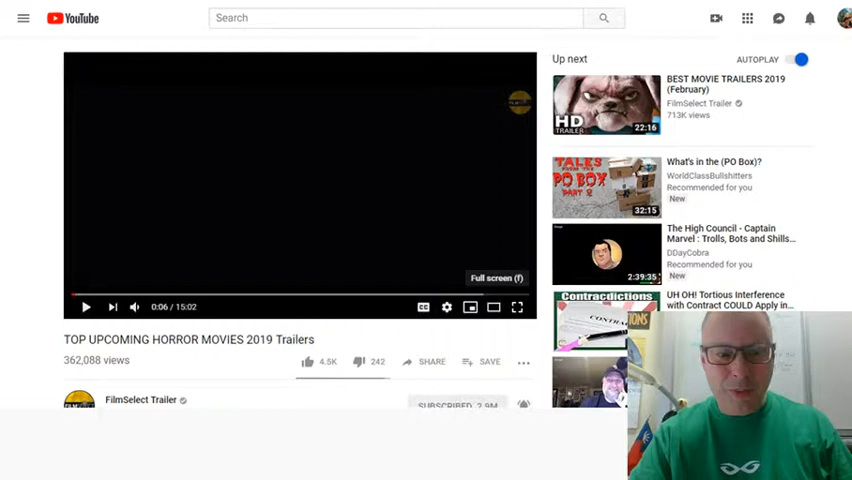 YouTube
Search
Full screen (f)
0:06 / 15:02
CC
TOP UPCOMING HORROR MOVIES 2019 Trailers
362,088 views
4.5K
242
SHARE
SAVE
FilmSelect Trailer
SUBSCRIBED 2.9M
Up next
AUTOPLAY
HD
TRAILER
22:16
BEST MOVIE TRAILERS 2019
(February)
FilmSelect Trailer
713K views
TALES
FROM THE
PO BOX
PART 2
32:15
What's in the (PO Box)?
WorldClassBullshitters
Recommended for you
New
2:39:35
The High Council - Captain
Marvel : Trolls, Bots and Shills...
DDayCobra
Recommended for you
New
Contradictions
UH OH! Tortious Interference
with Contract COULD Apply in...